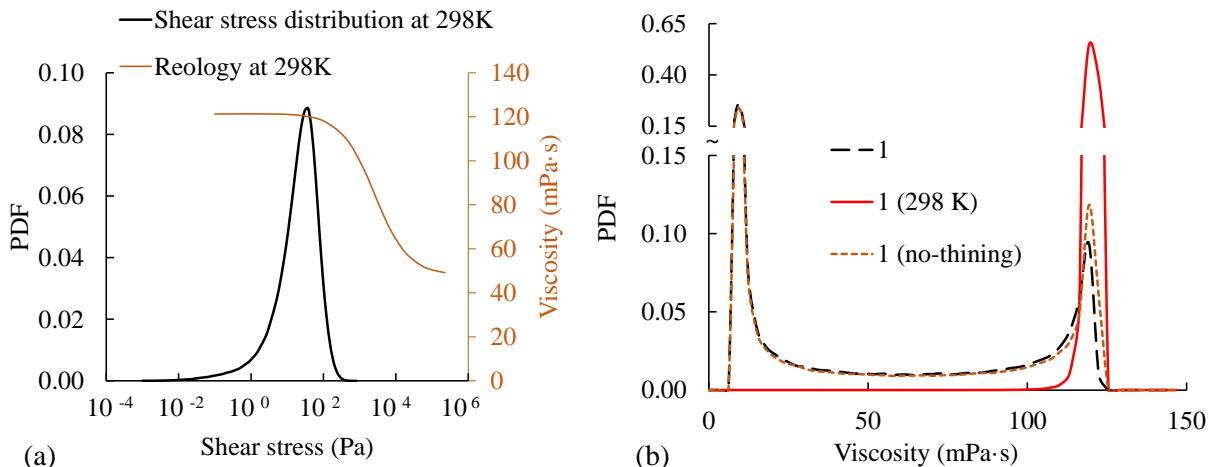 Shear stress distribution at 298K
Reology at 298K
0.10
0.08
0.06
0.04
0.02
0.00
PDF
140
120
100
80
60
40
20
0
Viscosity (mPa·s)
10 -4
10 0
10 2
10 4
10 6
Shear stress (Pa)
(a)
0.65
0.40
0.15
~
0.15
0.10
0.05
0.00
PDF
1
1 (298 K)
1 (no-thining)
0
50
100
150
Viscosity (mPa·s)
(b)